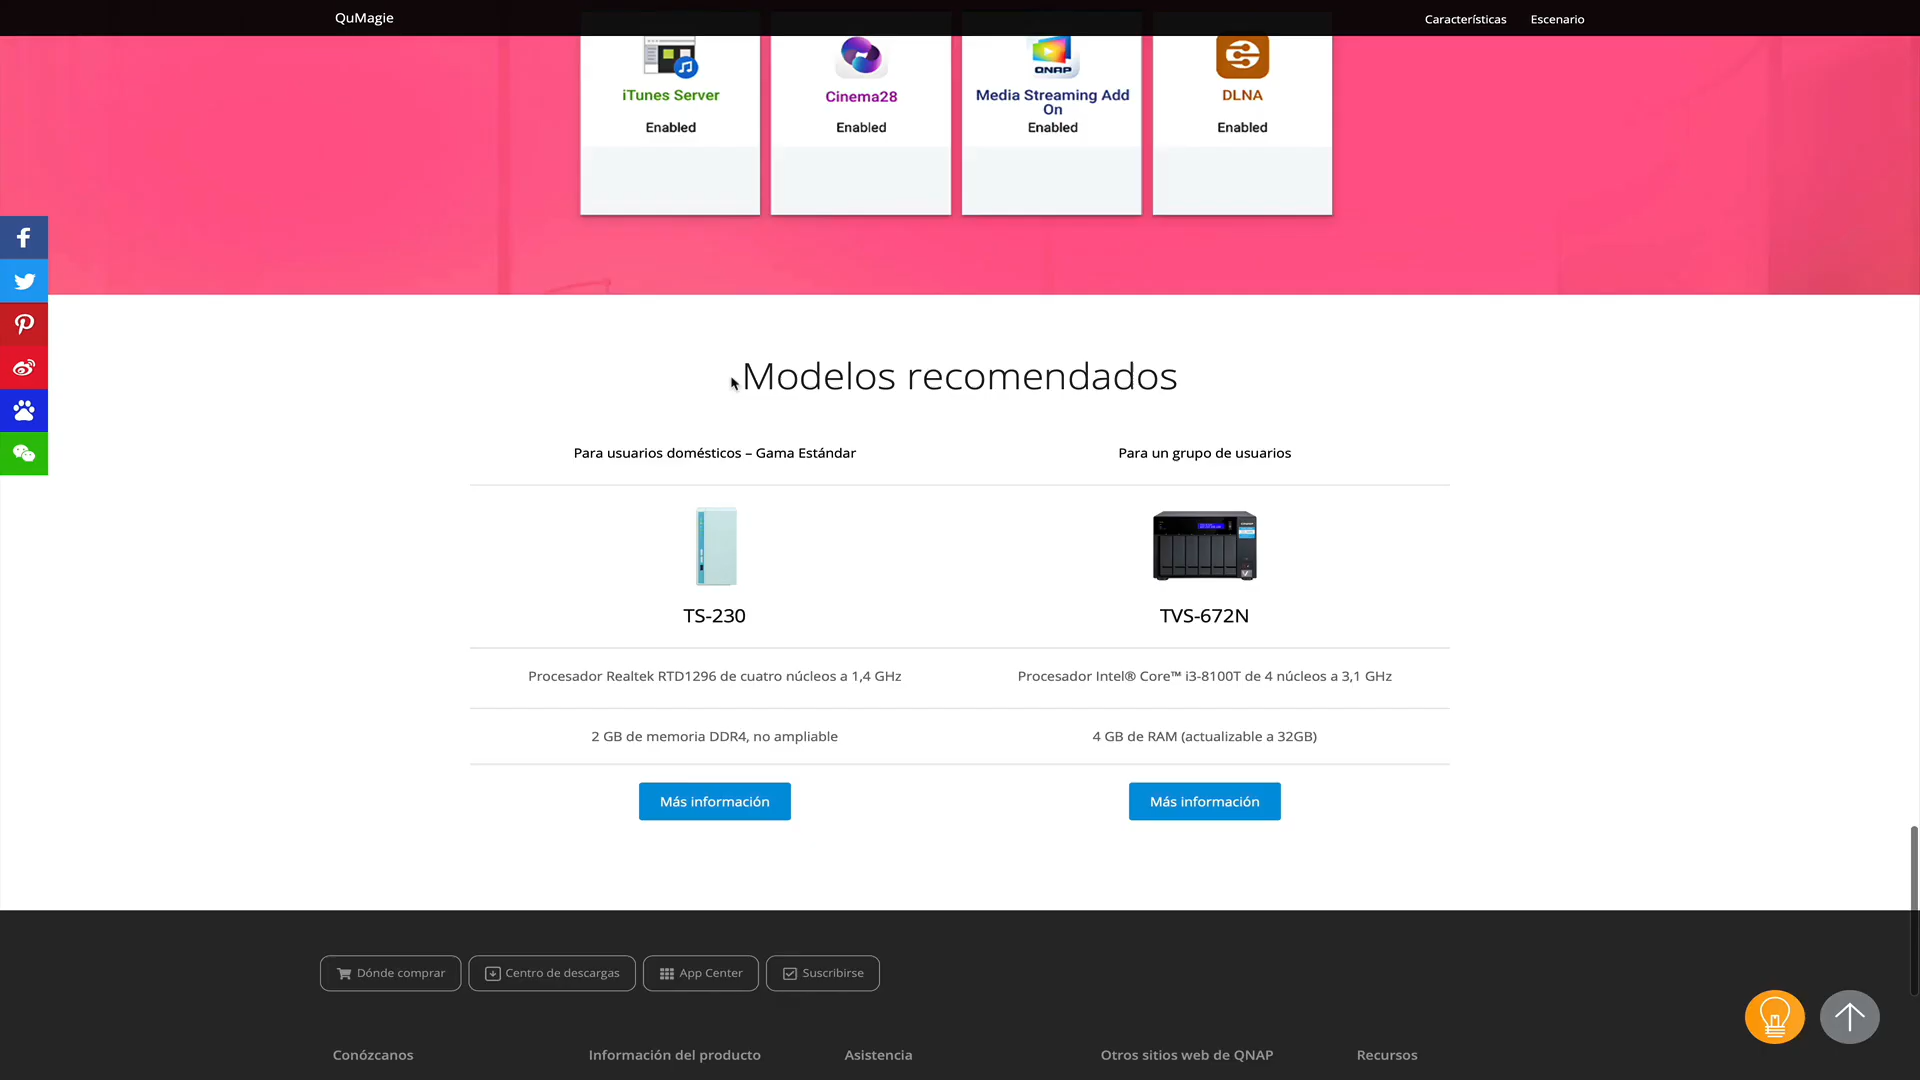 QuMagie
Características
Escenario
QNAP
iTunes Server
Cinema28
Media Streaming Add
On
DLNA
Enabled
Enabled
Enabled
Enabled
Modelos recomendados
Para usuarios domésticos – Gama Estándar
Para un grupo de usuarios
TS-230
TVS-672N
Procesador Realtek RTD1296 de cuatro núcleos a 1,4 GHz
Procesador Intel® Core™ i3-8100T de 4 núcleos a 3,1 GHz
2 GB de memoria DDR4, no ampliable
4 GB de RAM (actualizable a 32GB)
Más información
Más información
Dónde comprar
Centro de descargas
App Center
Suscribirse
Conózcanos
Información del producto
Asistencia
Otros sitios web de QNAP
Recursos